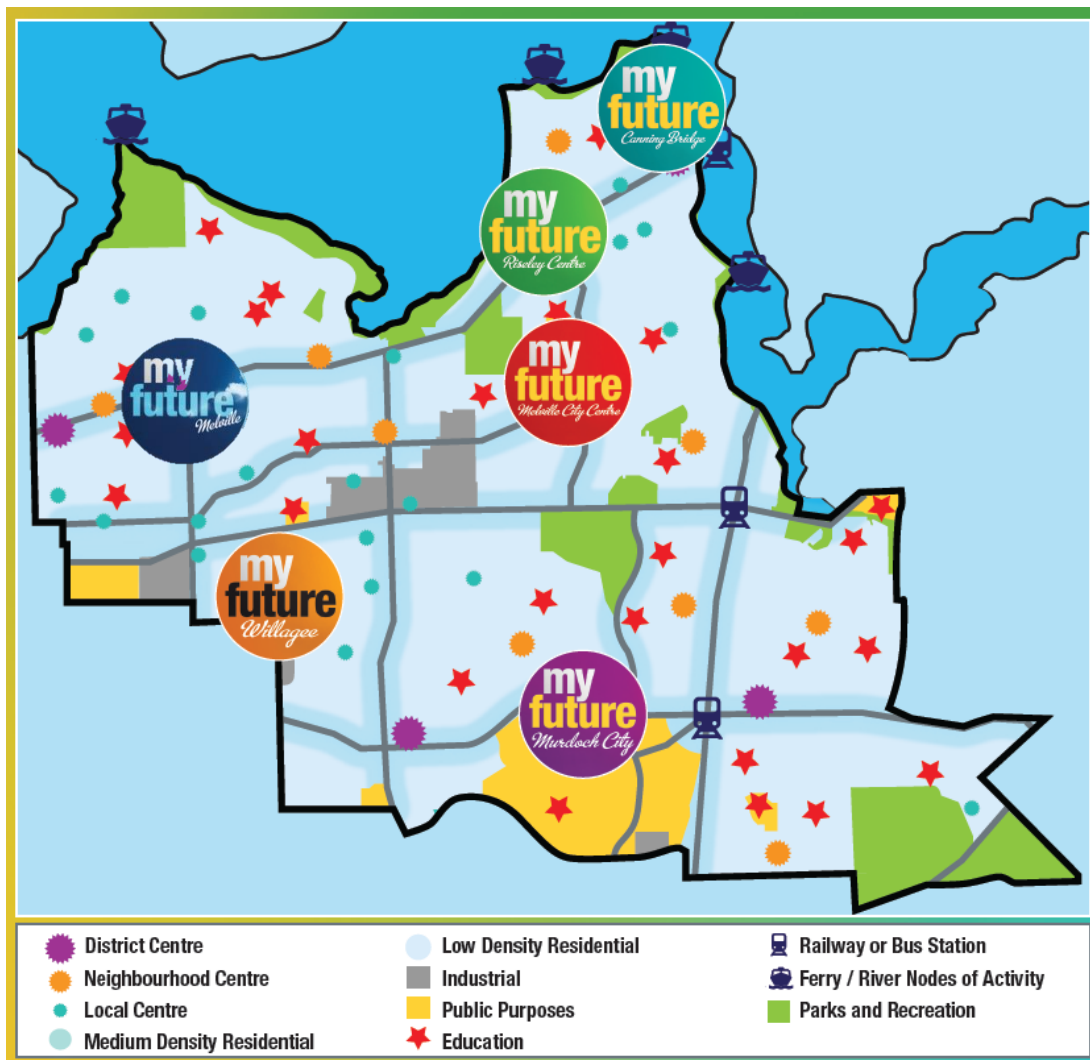 my
future
Canning Bridge
my
future
Riseley Centre
my
future
Melville City Centre
my
future
Melville
my
future
Willagee
my
future
Murdoch City
District Centre
Neighbourhood Centre
Local Centre
Medium Density Residential
Low Density Residential
Industrial
Public Purposes
Education
Railway or Bus Station
Ferry / River Nodes of Activity
Parks and Recreation